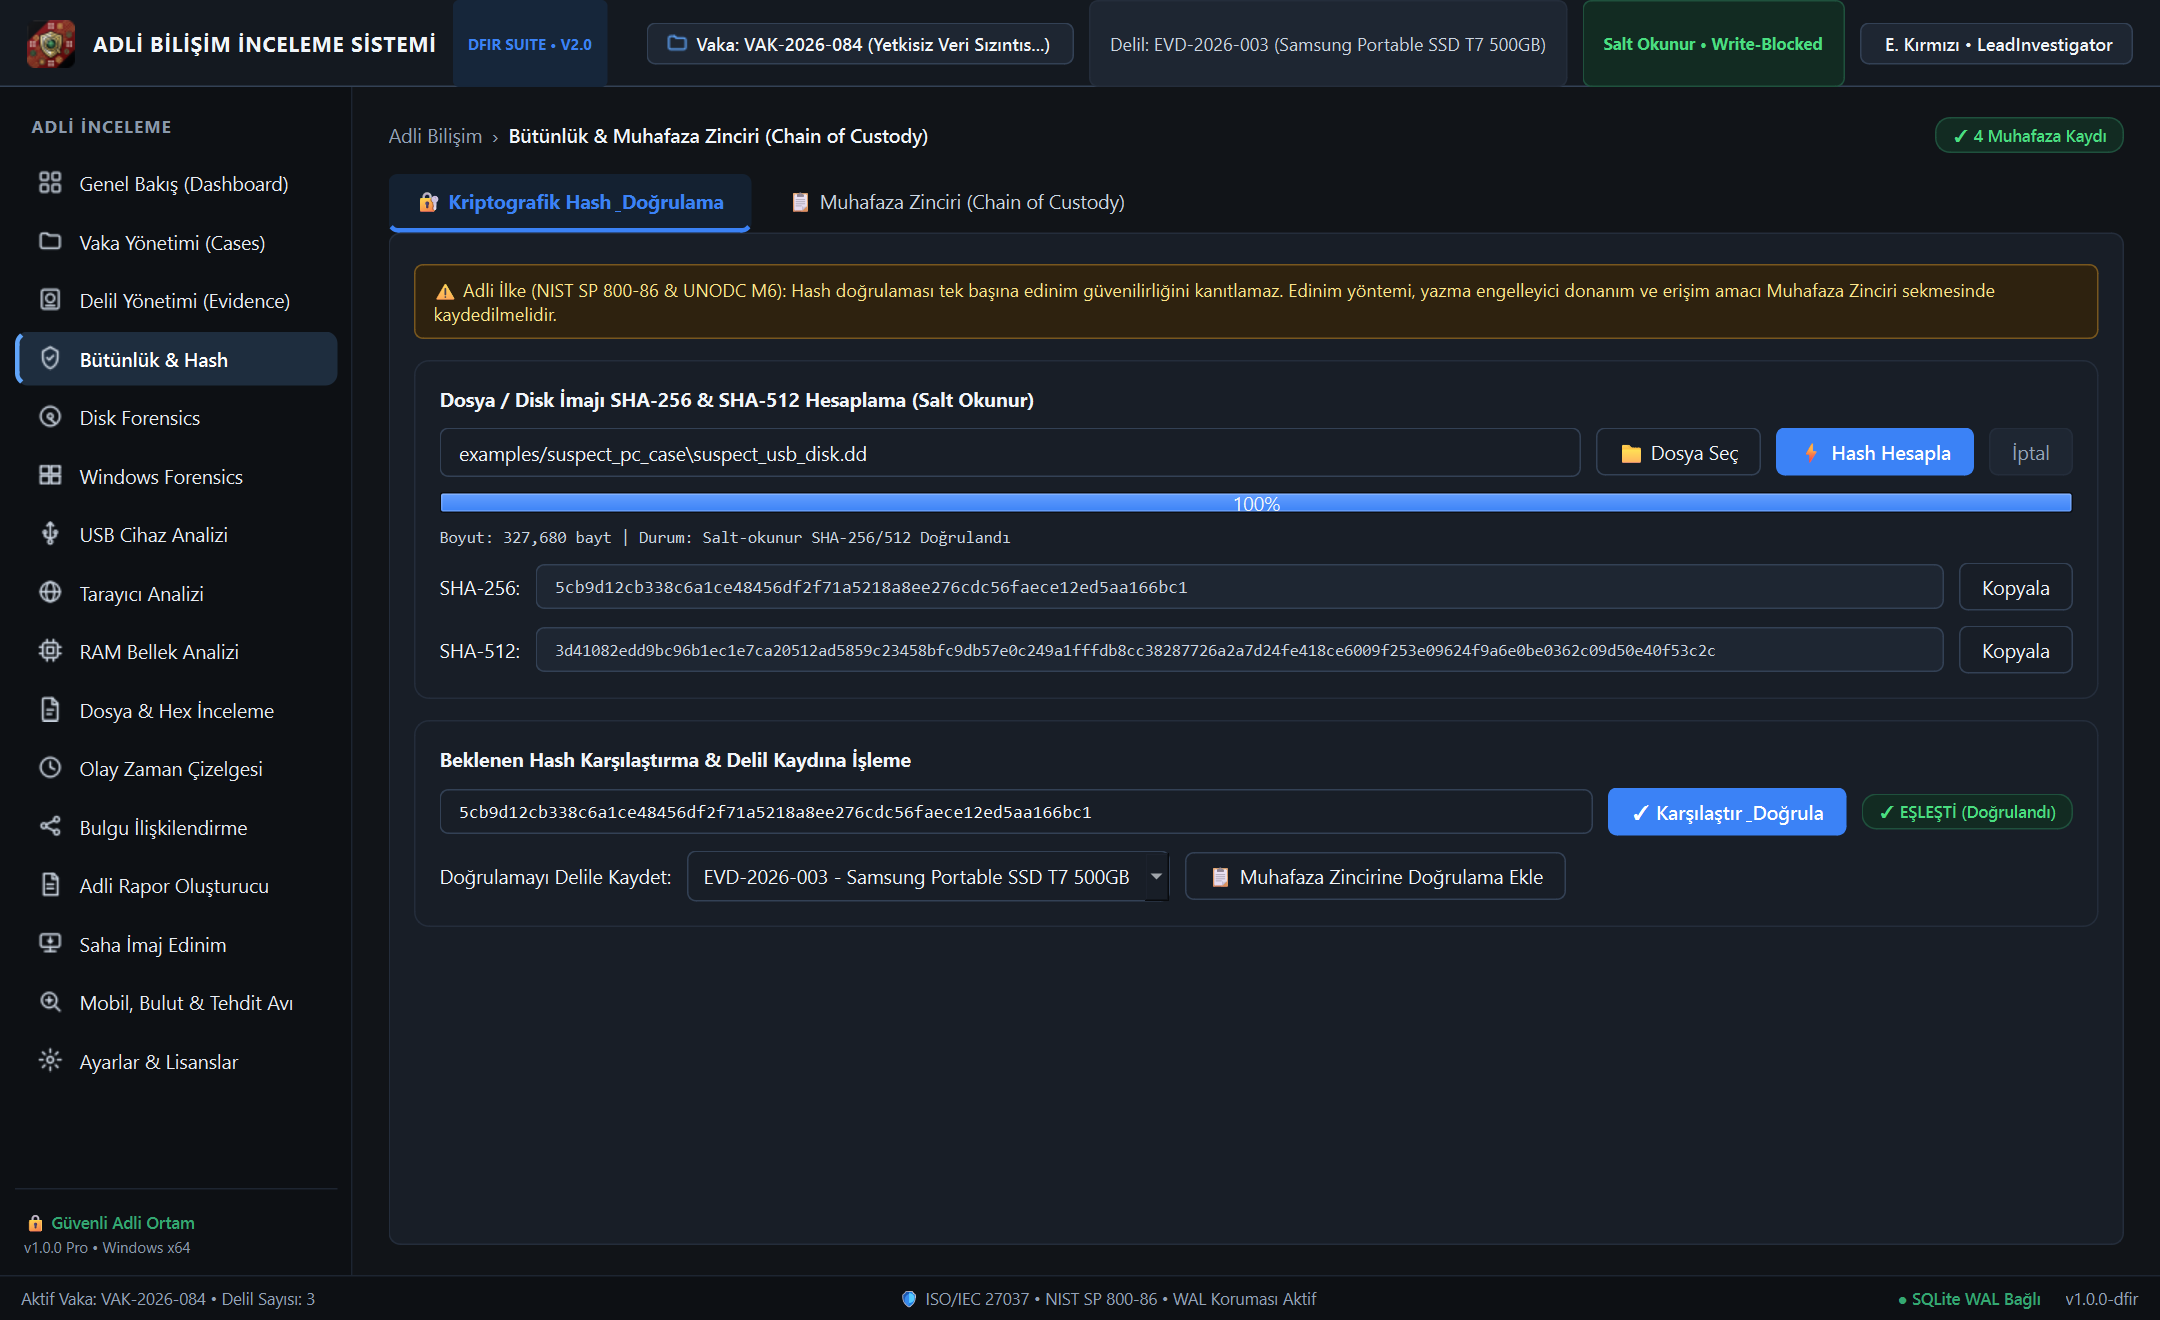 ADLİ BİLİŞİM İNCELEME SİSTEMİ
DFIR SUITE • V2.0
Vaka: VAK-2026-084 (Yetkisiz Veri Sızıntıs...)
Delil: EVD-2026-003 (Samsung Portable SSD T7 500GB)
Salt Okunur • Write-Blocked
E. Kırmızı • LeadInvestigator
ADLİ İNCELEME
Genel Bakış (Dashboard)
Vaka Yönetimi (Cases)
Delil Yönetimi (Evidence)
Bütünlük & Hash
Disk Forensics
Windows Forensics
USB Cihaz Analizi
Tarayıcı Analizi
RAM Bellek Analizi
Dosya & Hex İnceleme
Olay Zaman Çizelgesi
Bulgu İlişkilendirme
Adli Rapor Oluşturucu
Saha İmaj Edinim
Mobil, Bulut & Tehdit Avı
Ayarlar & Lisanslar
Güvenli Adli Ortam
v1.0.0 Pro • Windows x64
Adli Bilişim › Bütünlük & Muhafaza Zinciri (Chain of Custody)
✓ 4 Muhafaza Kaydı
Kriptografik Hash _Doğrulama
Muhafaza Zinciri (Chain of Custody)
Adli İlke (NIST SP 800-86 & UNODC M6): Hash doğrulaması tek başına edinim güvenilirliğini kanıtlamaz. Edinim yöntemi, yazma engelleyici donanım ve erişim amacı Muhafaza Zinciri sekmesinde
kaydedilmelidir.
Dosya / Disk İmajı SHA-256 & SHA-512 Hesaplama (Salt Okunur)
examples/suspect_pc_case\suspect_usb_disk.dd
Dosya Seç
Hash Hesapla
İptal
100%
Boyut: 327,680 bayt | Durum: Salt-okunur SHA-256/512 Doğrulandı
SHA-256:
5cb9d12cb338c6a1ce48456df2f71a5218a8ee276cdc56faece12ed5aa166bc1
Kopyala
SHA-512:
3d41082edd9bc96b1ec1e7ca20512ad5859c23458bfc9db57e0c249a1fffdb8cc38287726a2a7d24fe418ce6009f253e09624f9a6e0be0362c09d50e40f53c2c
Kopyala
Beklenen Hash Karşılaştırma & Delil Kaydına İşleme
5cb9d12cb338c6a1ce48456df2f71a5218a8ee276cdc56faece12ed5aa166bc1
✓ Karşılaştır _Doğrula
✓ EŞLEŞTİ (Doğrulandı)
Doğrulamayı Delile Kaydet:
EVD-2026-003 - Samsung Portable SSD T7 500GB
Muhafaza Zincirine Doğrulama Ekle
Aktif Vaka: VAK-2026-084 • Delil Sayısı: 3
ISO/IEC 27037 • NIST SP 800-86 • WAL Koruması Aktif
● SQLite WAL Bağlı
v1.0.0-dfir